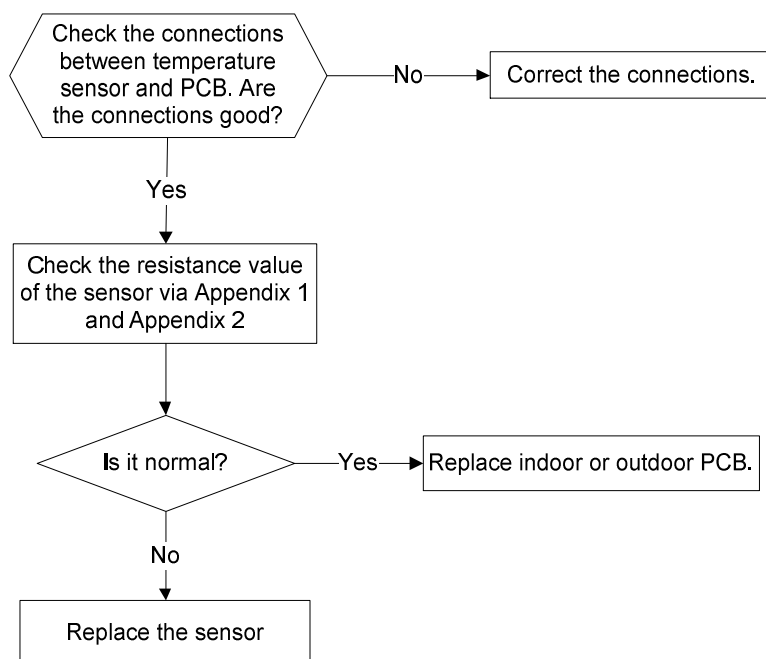 Check the connections
between temperature
sensor and PCB. Are
the connections good?
No
Correct the connections.
Yes
Check the resistance value
of the sensor via Appendix 1
and Appendix 2
Is it normal?
Yes
Replace indoor or outdoor PCB.
No
Replace the sensor